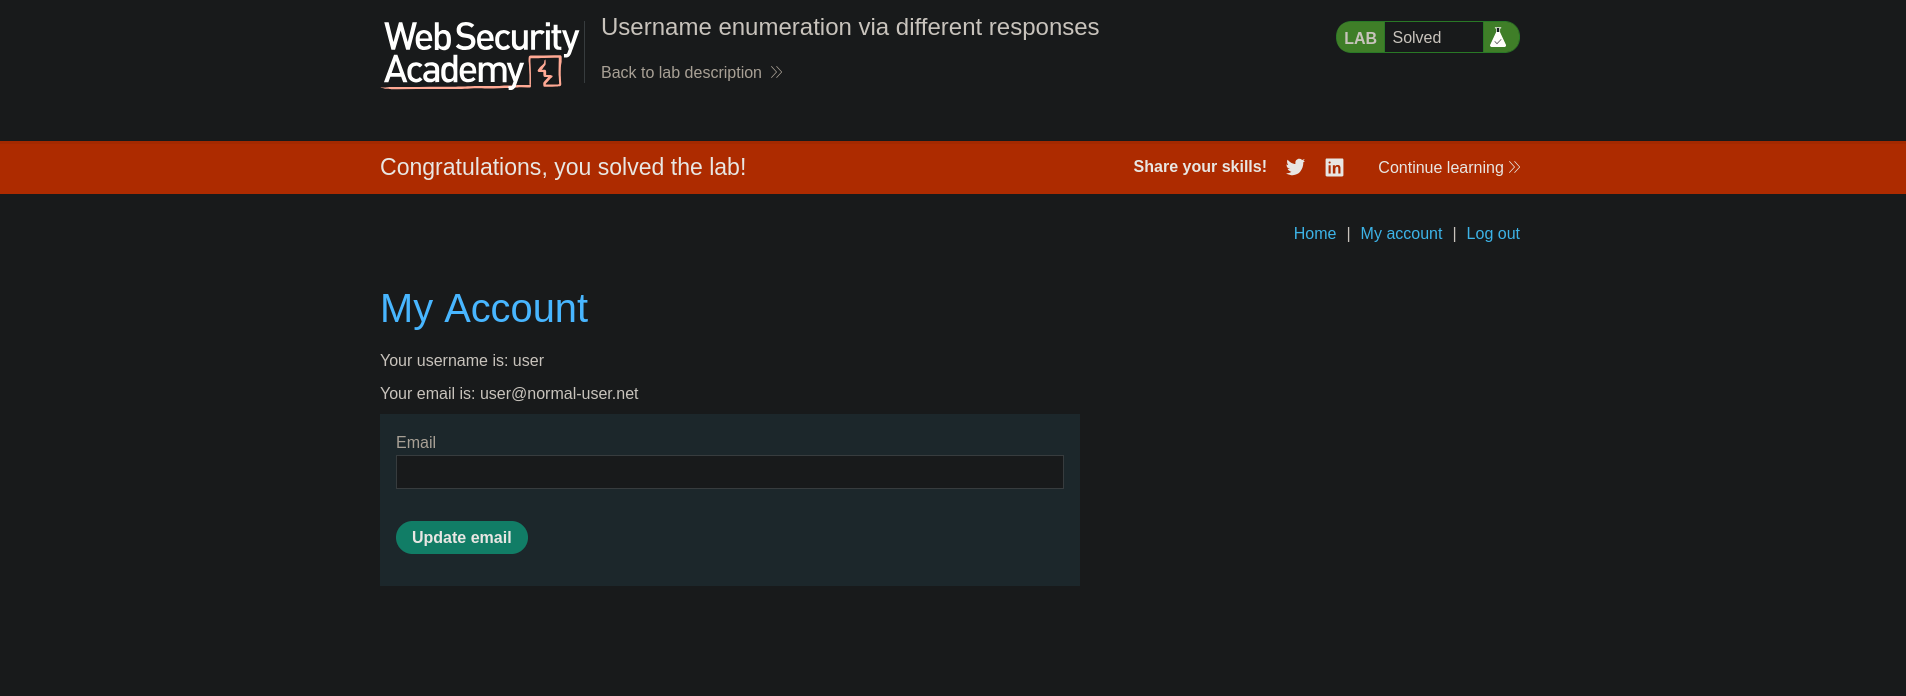 Web Security
Academy
Username enumeration via different responses
Back to lab description
LAB Solved
Congratulations, you solved the lab!
Share your skills!
Continue learning
Home | My account | Log out
My Account
Your username is: user
Your email is: user@normal-user.net
Email
Update email